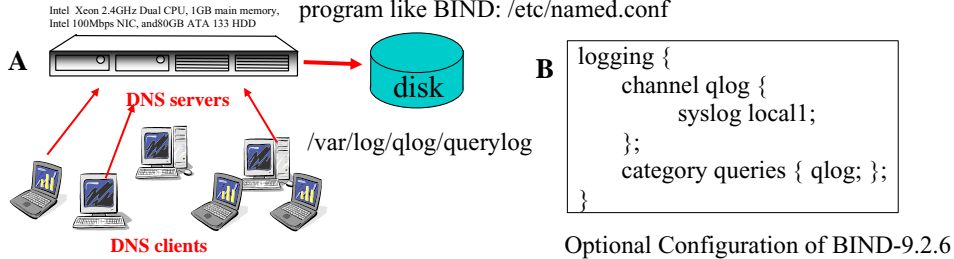 Intel  Xeon 2.4GHz Dual CPU, 1GB main memory,
Intel 100Mbps NIC, and80GB ATA 133 HDD
program like BIND: /etc/named.conf
A
disk
DNS servers
/var/log/qlog/querylog
DNS clients
B
logging {
channel qlog {
syslog local1;
};
category queries { qlog; };
}
Optional Configuration of BIND-9.2.6